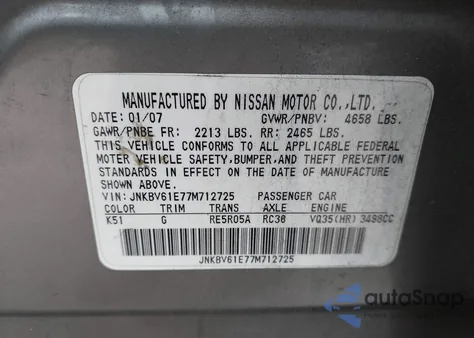 MANUFACTURED BY NISSAN MOTOR CO.,LTD.
DATE: 01/07 GVWR/PNBV: 4658 LBS.
GAWR/PNBE FR: 2213 LBS. RR: 2465 LBS.
THIS VEHICLE CONFORMS TO ALL APPLICABLE FEDERAL
MOTOR VEHICLE SAFETY, BUMPER, AND THEFT PREVENTION
STANDARDS IN EFFECT ON THE DATE OF MANUFACTURE
SHOWN ABOVE.
VIN: JNKBV61E77M712725 PASSENGER CAR
COLOR TRIM TRANS AXLE ENGINE
K51 G RE5R05A RC38 VQ35(HR) 3498CC
JNKBV61E77M712725
autoSnap